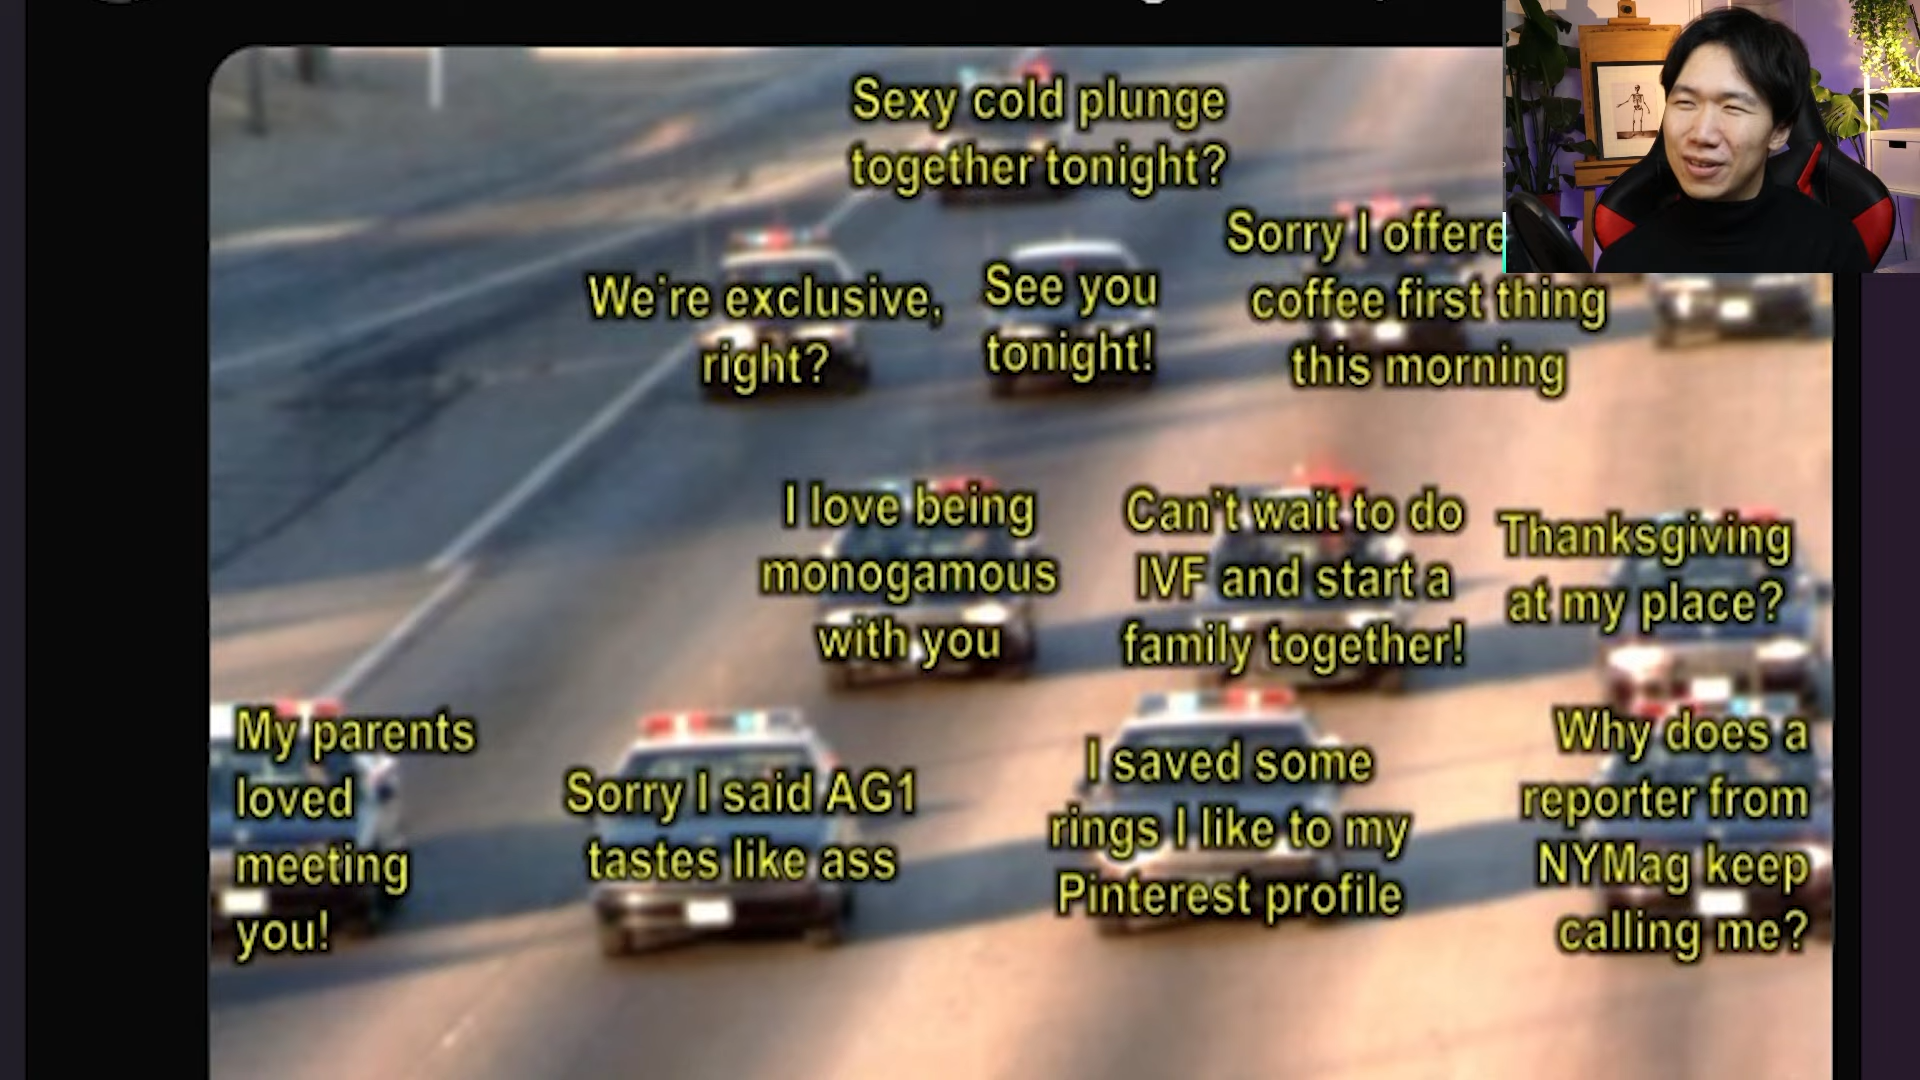 Sexy cold plunge
together tonight?
We're exclusive,
right?
See you
tonight!
Sorry I offere
coffee first thing
this morning
I love being
monogamous
with you
Can't wait to do
IVF and start a
family together!
Thanksgiving
at my place?
My parents
loved
meeting
you!
Sorry I said AG1
tastes like ass
I saved some
rings I like to my
Pinterest profile
Why does a
reporter from
NYMag keep
calling me?